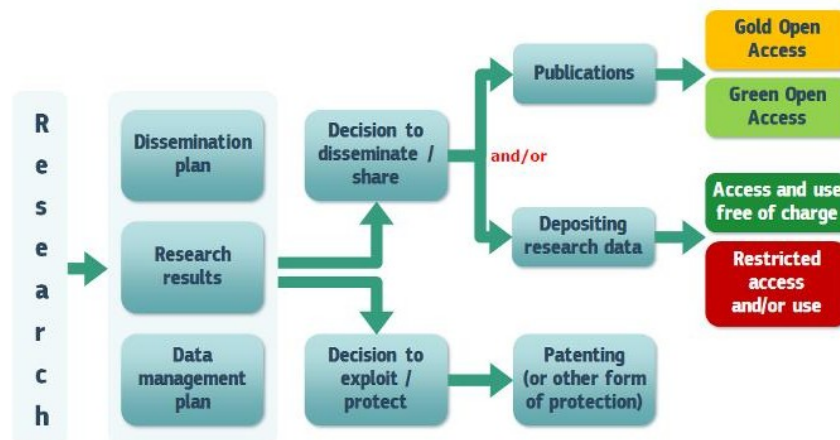 Research
Dissemination
plan
Research
results
Data
management
plan
Decision to
disseminate /
share
Decision to
exploit /
protect
and/or
Publications
Depositing
research data
Patenting
(or other form
of protection)
Gold Open
Access
Green Open
Access
Access and use
free of charge
Restricted
access
and/or use